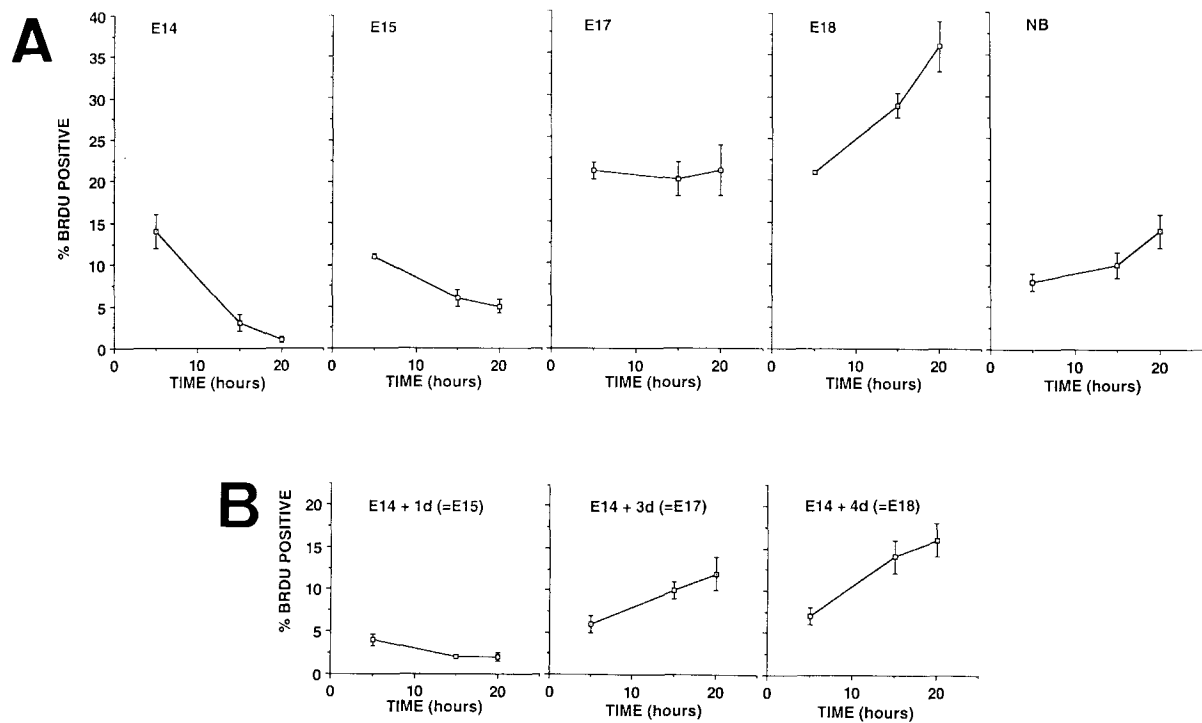 A
E14
E15
E17
E18
NB
% BRDU POSITIVE
40
35
30
25
20
15
10
5
0
0 10 20
0 10 20
0 10 20
0 10 20
0 10 20
TIME (hours)
TIME (hours)
TIME (hours)
TIME (hours)
TIME (hours)
B
E14 + 1d (=E15)
E14 + 3d (=E17)
E14 + 4d (=E18)
% BRDU POSITIVE
20
15
10
5
0
0 10 20
0 10 20
0 10 20
TIME (hours)
TIME (hours)
TIME (hours)